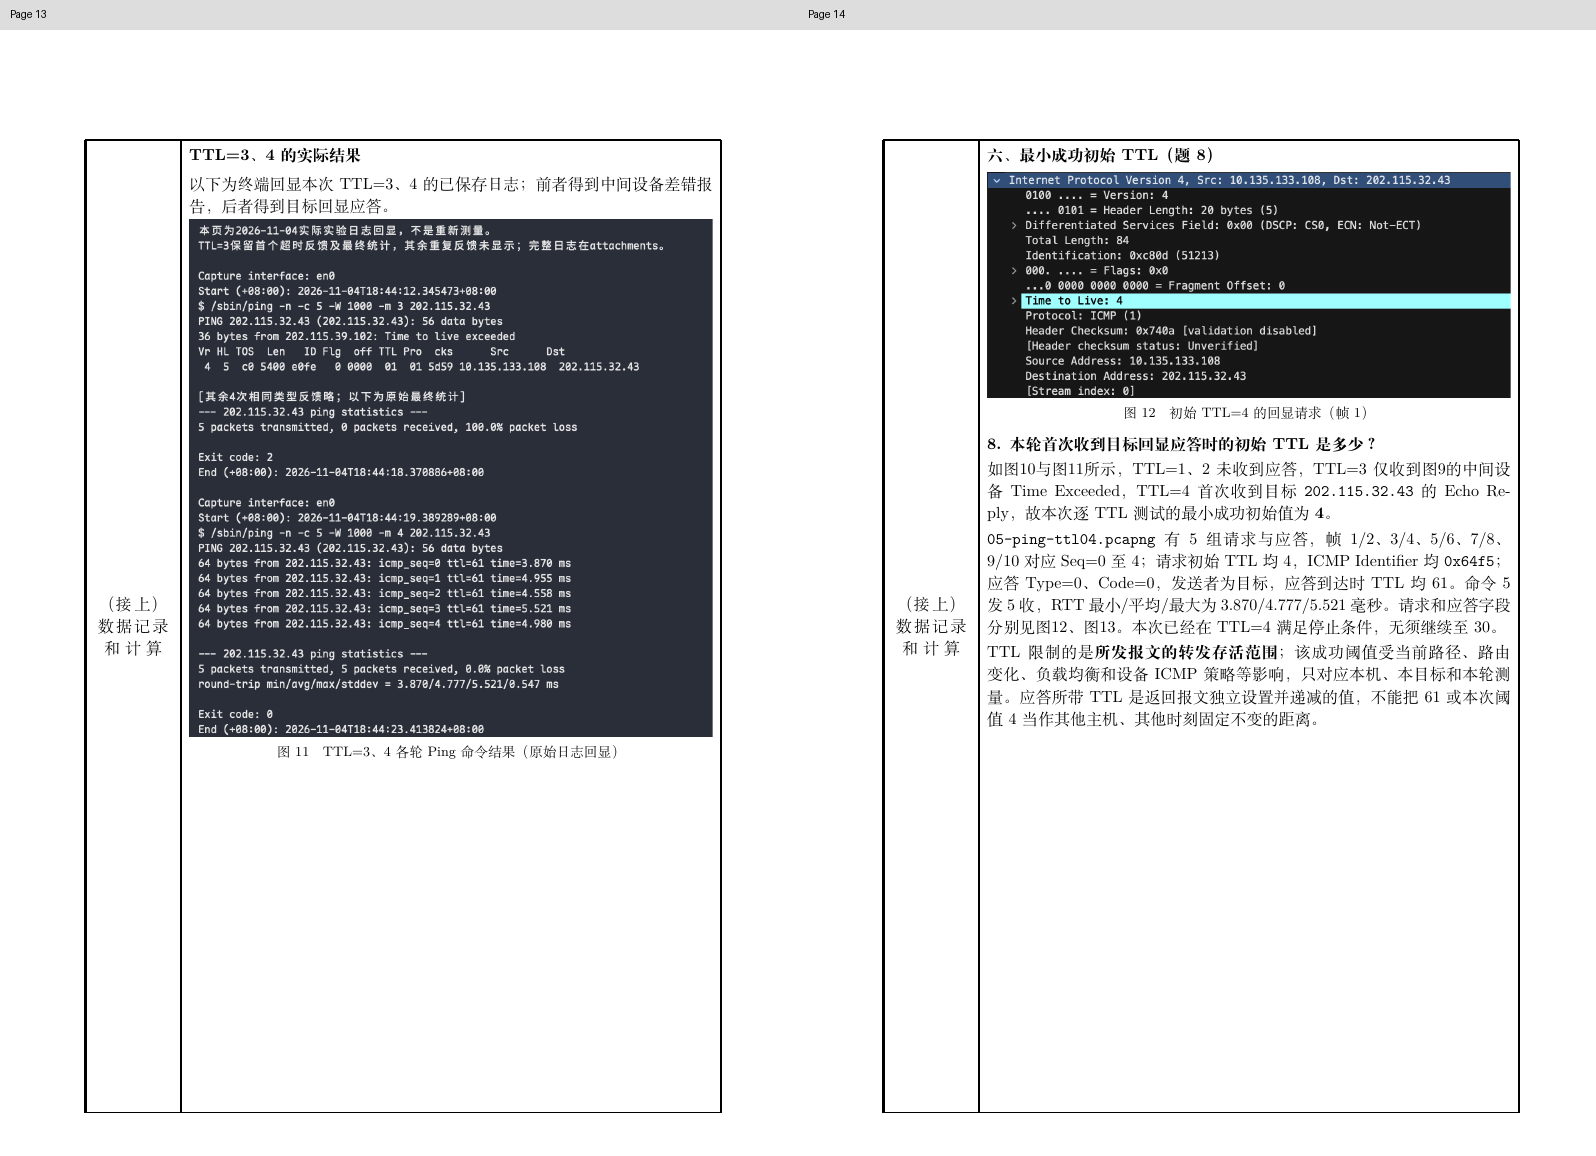 Page 13
TTL=3、4 的实际结果
以下为终端回显本次 TTL=3、4 的已保存日志；前者得到中间设备差错报
告，后者得到目标回显应答。
本页为2026-11-04实际实验日志回显，不是重新测量。
TTL=3保留首个超时反馈及最终统计，其余重复反馈未显示；完整日志在attachments。
Capture interface: en0
Start (+08:00): 2026-11-04T18:44:12.345473+08:00
$ /sbin/ping -n -c 5 -W 1000 -m 3 202.115.32.43
PING 202.115.32.43 (202.115.32.43): 56 data bytes
36 bytes from 202.115.39.102: Time to live exceeded
Vr HL TOS  Len   ID Flg  off TTL Pro  cks      Src      Dst
 4  5  c0 5400 e0fe   0 0000  01  01 5d59 10.135.133.108  202.115.32.43
[其余4次相同类型反馈略；以下为原始最终统计]
--- 202.115.32.43 ping statistics ---
5 packets transmitted, 0 packets received, 100.0% packet loss
Exit code: 2
End (+08:00): 2026-11-04T18:44:18.370886+08:00
Capture interface: en0
Start (+08:00): 2026-11-04T18:44:19.389289+08:00
$ /sbin/ping -n -c 5 -W 1000 -m 4 202.115.32.43
PING 202.115.32.43 (202.115.32.43): 56 data bytes
64 bytes from 202.115.32.43: icmp_seq=0 ttl=61 time=3.870 ms
64 bytes from 202.115.32.43: icmp_seq=1 ttl=61 time=4.955 ms
64 bytes from 202.115.32.43: icmp_seq=2 ttl=61 time=4.558 ms
64 bytes from 202.115.32.43: icmp_seq=3 ttl=61 time=5.521 ms
64 bytes from 202.115.32.43: icmp_seq=4 ttl=61 time=4.980 ms
--- 202.115.32.43 ping statistics ---
5 packets transmitted, 5 packets received, 0.0% packet loss
round-trip min/avg/max/stddev = 3.870/4.777/5.521/0.547 ms
Exit code: 0
End (+08:00): 2026-11-04T18:44:23.413824+08:00
图 11　TTL=3、4 各轮 Ping 命令结果（原始日志回显）
（接上）
数据记录
和计算
Page 14
六、最小成功初始 TTL（题 8）
Internet Protocol Version 4, Src: 10.135.133.108, Dst: 202.115.32.43
0100 .... = Version: 4
.... 0101 = Header Length: 20 bytes (5)
Differentiated Services Field: 0x00 (DSCP: CS0, ECN: Not-ECT)
Total Length: 84
Identification: 0xc80d (51213)
000. .... = Flags: 0x0
...0 0000 0000 0000 = Fragment Offset: 0
Time to Live: 4
Protocol: ICMP (1)
Header Checksum: 0x740a [validation disabled]
[Header checksum status: Unverified]
Source Address: 10.135.133.108
Destination Address: 202.115.32.43
[Stream index: 0]
图 12　初始 TTL=4 的回显请求（帧 1）
8. 本轮首次收到目标回显应答时的初始 TTL 是多少？
如图10与图11所示，TTL=1、2 未收到应答，TTL=3 仅收到图9的中间设
备 Time Exceeded，TTL=4 首次收到目标 202.115.32.43 的 Echo Re-
ply，故本次逐 TTL 测试的最小成功初始值为 4。
05-ping-ttl04.pcapng 有 5 组请求与应答，帧 1/2、3/4、5/6、7/8、
9/10 对应 Seq=0 至 4；请求初始 TTL 均 4，ICMP Identifier 均 0x64f5；
应答 Type=0、Code=0，发送者为目标，应答到达时 TTL 均 61。命令 5
发 5 收，RTT 最小/平均/最大为 3.870/4.777/5.521 毫秒。请求和应答字段
分别见图12、图13。本次已经在 TTL=4 满足停止条件，无须继续至 30。
TTL 限制的是所发报文的转发存活范围；该成功阈值受当前路径、路由
变化、负载均衡和设备 ICMP 策略等影响，只对应本机、本目标和本轮测
量。应答所带 TTL 是返回报文独立设置并递减的值，不能把 61 或本次阈
值 4 当作其他主机、其他时刻固定不变的距离。
（接上）
数据记录
和计算